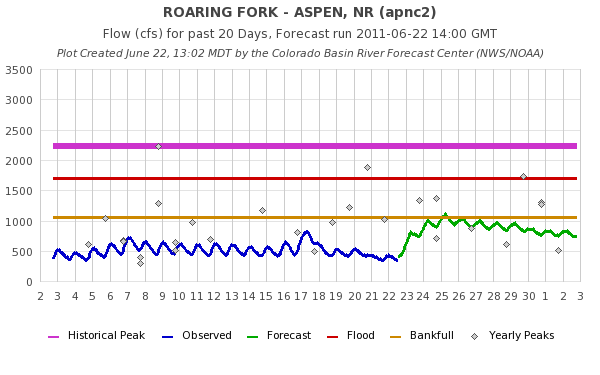 ROARING FORK - ASPEN, NR (apnc2)
Flow (cfs) for past 20 Days, Forecast run 2011-06-22 14:00 GMT
Plot Created June 22, 13:02 MDT by the Colorado Basin River Forecast Center (NWS/NOAA)
3500
3000
2500
2000
1500
1000
500
0
2 3 4 5 6 7 8 9 10 11 12 13 14 15 16 17 18 19 20 21 22 23 24 25 26 27 28 29 30 1 2 3
Historical Peak Observed Forecast Flood Bankfull Yearly Peaks